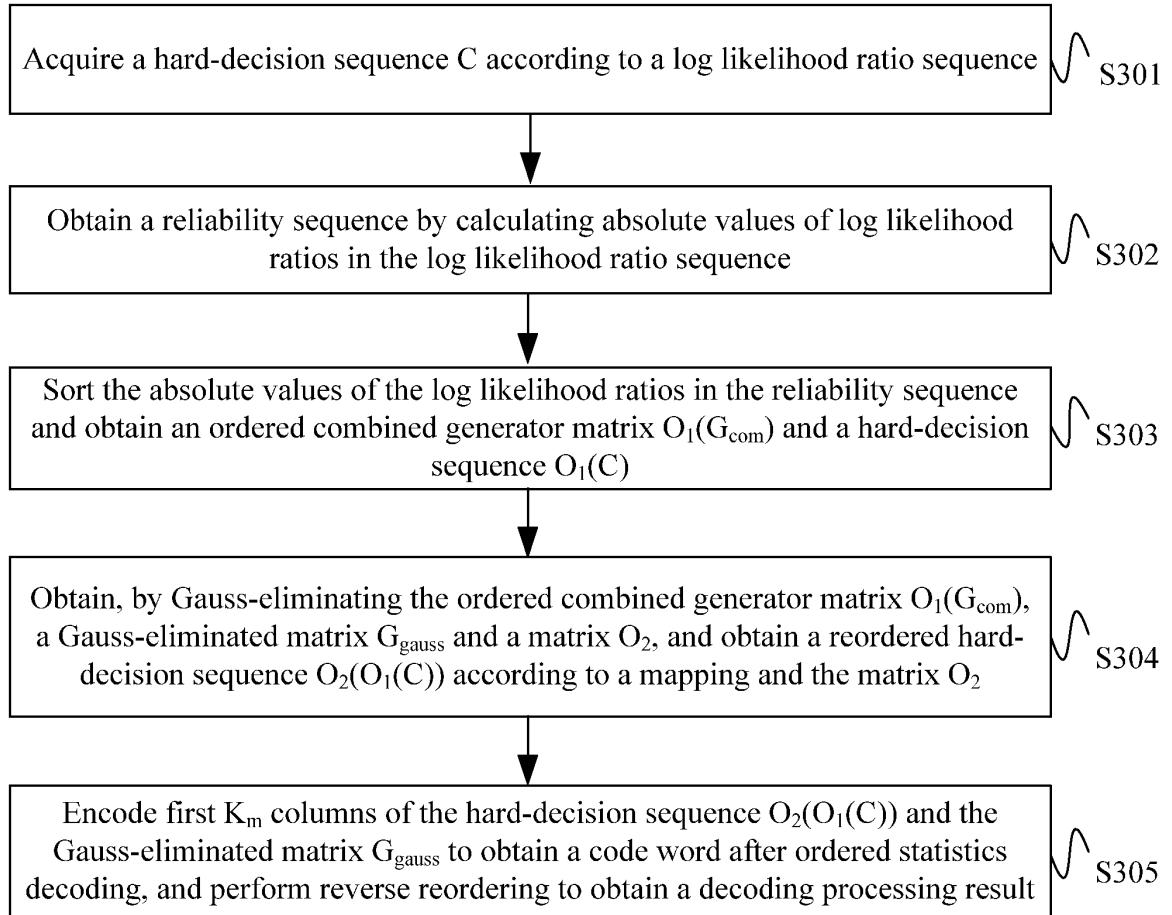 Acquire a hard-decision sequence C according to a log likelihood ratio sequence
S301
Obtain a reliability sequence by calculating absolute values of log likelihood
ratios in the log likelihood ratio sequence
S302
Sort the absolute values of the log likelihood ratios in the reliability sequence
and obtain an ordered combined generator matrix O₁(G_com) and a hard-decision
sequence O₁(C)
S303
Obtain, by Gauss-eliminating the ordered combined generator matrix O₁(G_com),
a Gauss-eliminated matrix G_gauss and a matrix O₂, and obtain a reordered hard-
decision sequence O₂(O₁(C)) according to a mapping and the matrix O₂
S304
Encode first K_m columns of the hard-decision sequence O₂(O₁(C)) and the
Gauss-eliminated matrix G_gauss to obtain a code word after ordered statistics
decoding, and perform reverse reordering to obtain a decoding processing result
S305